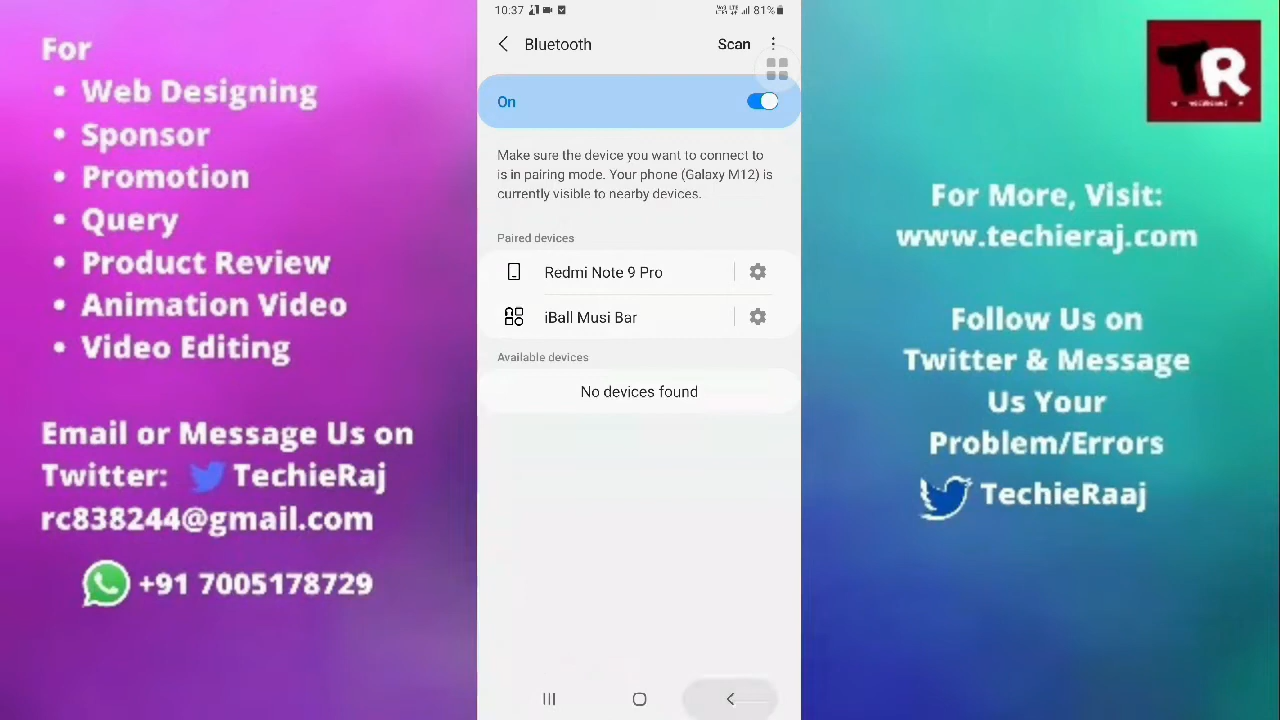 For
• Web Designing
• Sponsor
• Promotion
• Query
• Product Review
• Animation Video
• Video Editing
Email or Message Us on
Twitter: TechieRaj
rc838244@gmail.com
+91 7005178729
10:37
81%
Bluetooth
Scan
On
Make sure the device you want to connect to
is in pairing mode. Your phone (Galaxy M12) is
currently visible to nearby devices.
Paired devices
Redmi Note 9 Pro
iBall Musi Bar
Available devices
No devices found
TR
For More, Visit:
www.techieraj.com
Follow Us on
Twitter & Message
Us Your
Problem/Errors
TechieRaaj